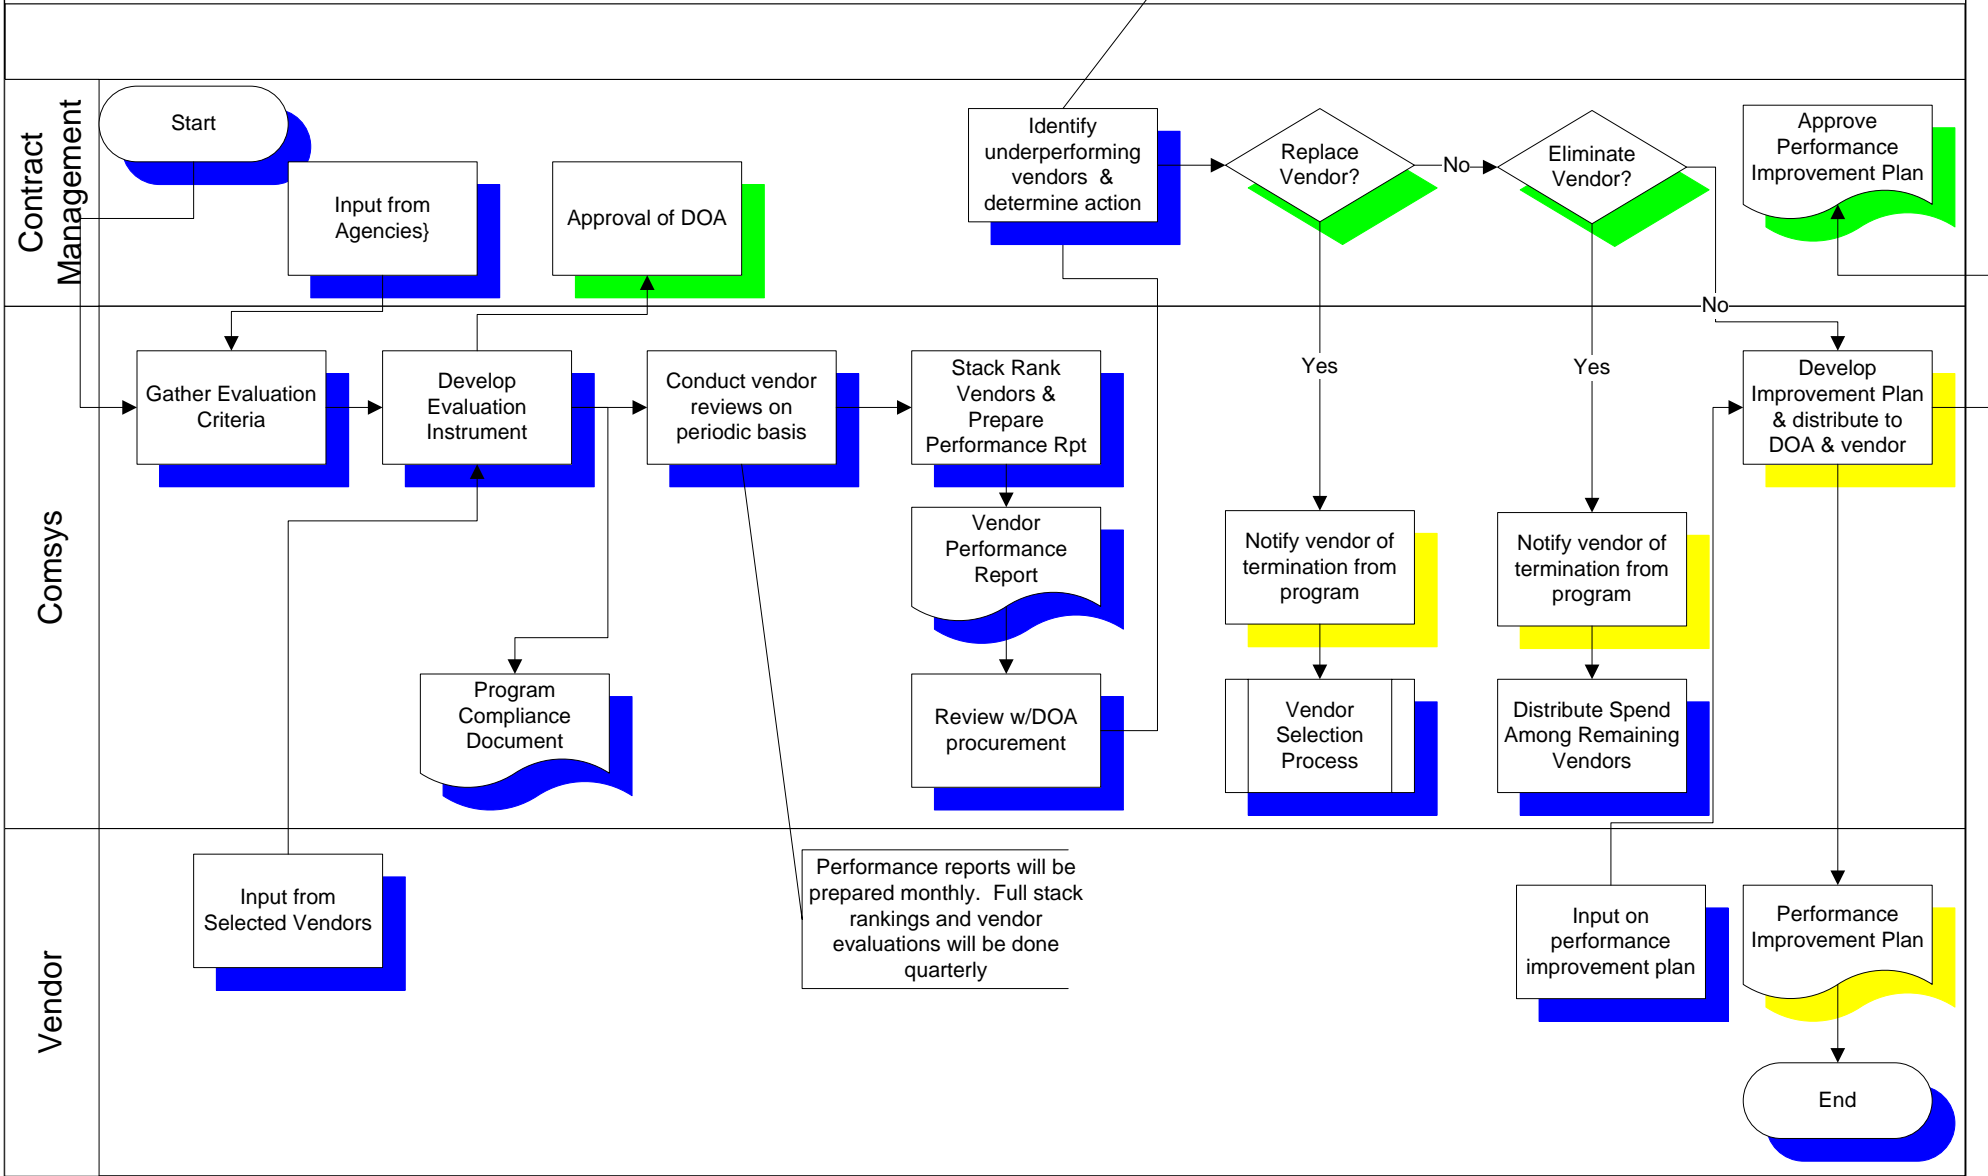 Contract
Management
Start
Input from
Agencies}
Approval of DOA
Identify
underperforming
vendors  &
determine action
Replace
Vendor?
No
Eliminate
Vendor?
Approve
Performance
Improvement Plan
No
Comsys
Gather Evaluation
Criteria
Develop
Evaluation
Instrument
Conduct vendor
reviews on
periodic basis
Stack Rank
Vendors &
Prepare
Performance Rpt
Yes
Yes
Develop
Improvement Plan
& distribute to
DOA & vendor
Vendor
Performance
Report
Notify vendor of
termination from
program
Notify vendor of
termination from
program
Program
Compliance
Document
Review w/DOA
procurement
Vendor
Selection
Process
Distribute Spend
Among Remaining
Vendors
Vendor
Input from
Selected Vendors
Performance reports will be
prepared monthly.  Full stack
rankings and vendor
evaluations will be done
quarterly
Input on
performance
improvement plan
Performance
Improvement Plan
End